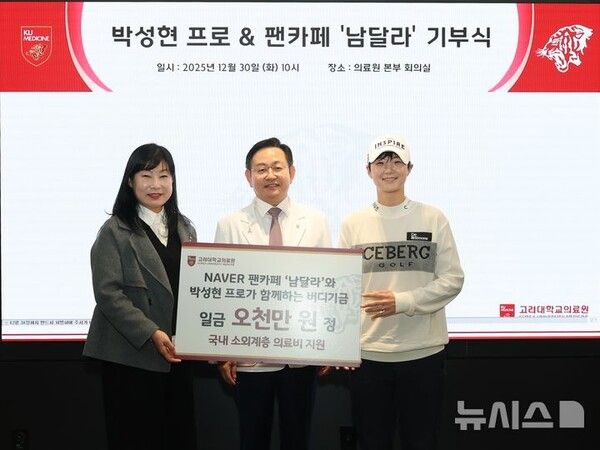 KU
MEDICINE
박성현 프로 & 팬카페 '남달라' 기부식
일시 : 2025년 12월 30일 (화) 10시 장소 : 의료원 본부 회의실
INSPIRE
ICEBERG
GOLF
고려대학교의료원
NAVER 팬카페 '남달라'와
박성현 프로가 함께하는 버디기금
일금 오천만 원 정
국내 소외계층 의료비 지원
고려대학교의료원
뉴시스